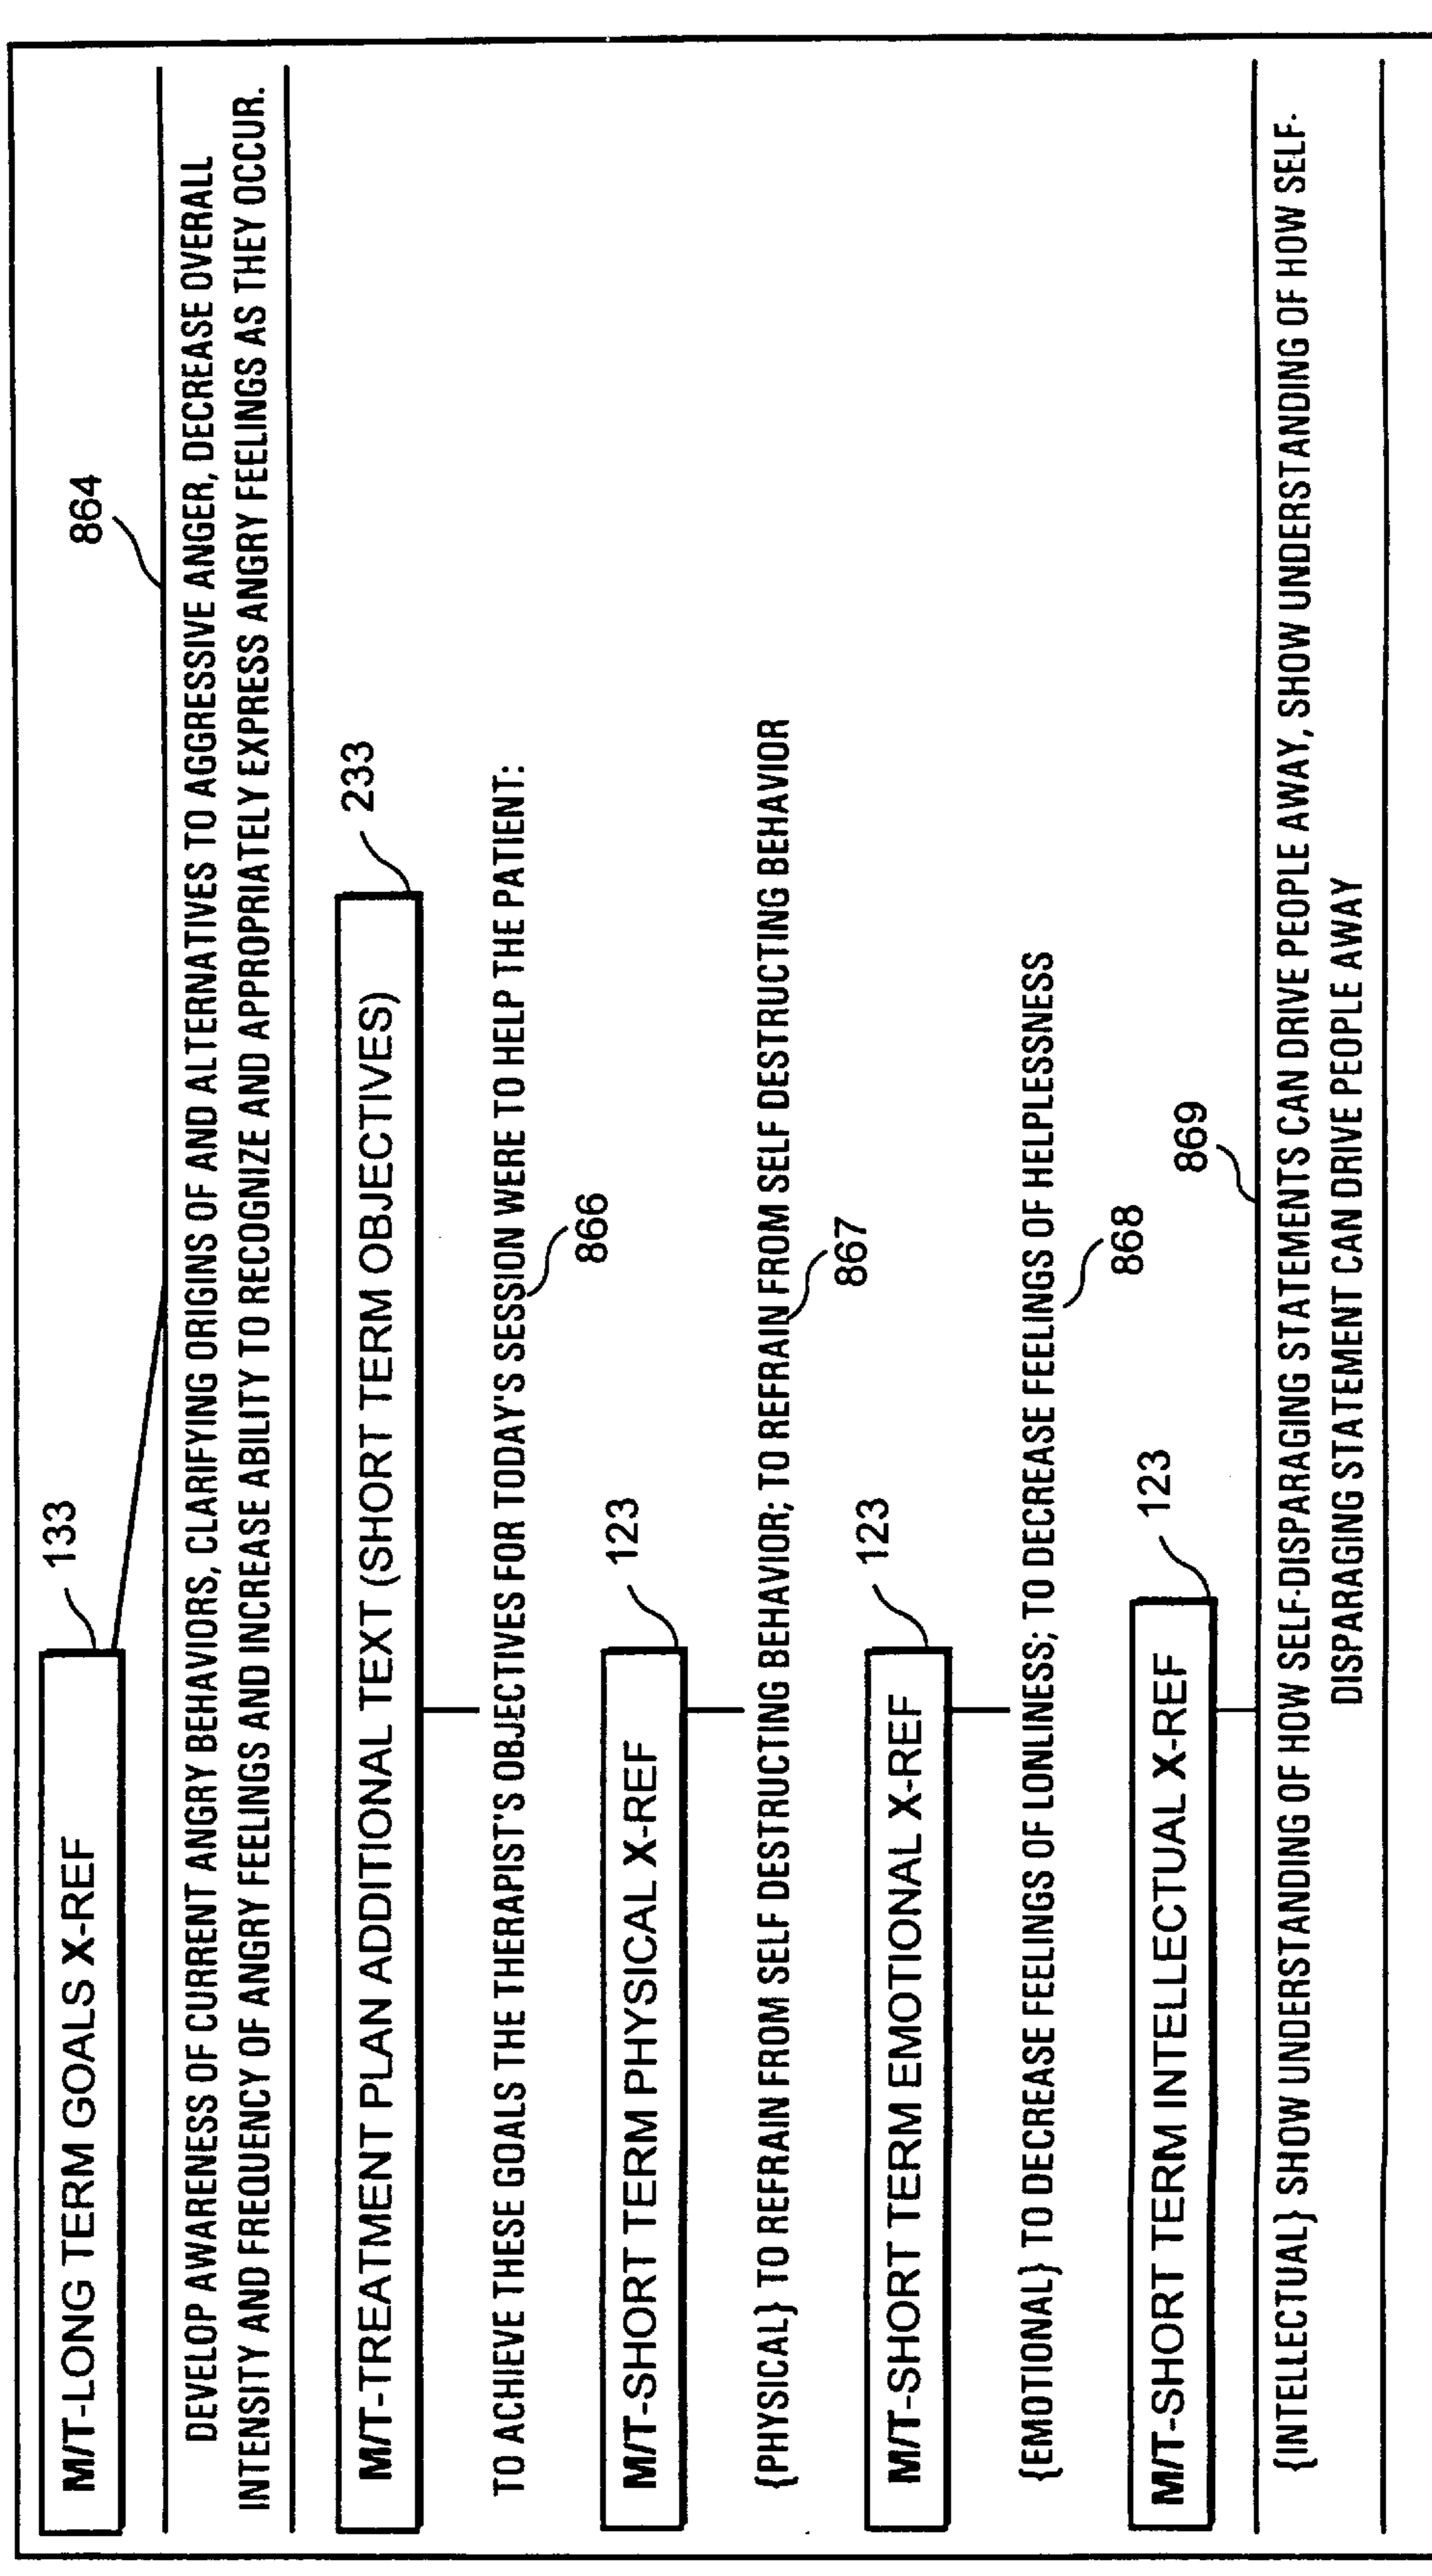 M/T-LONG TERM GOALS X-REF
133
864
DEVELOP AWARENESS OF CURRENT ANGRY BEHAVIORS, CLARIFYING ORIGINS OF AND ALTERNATIVES TO AGGRESSIVE ANGER, DECREASE OVERALL
INTENSITY AND FREQUENCY OF ANGRY FEELINGS AND INCREASE ABILITY TO RECOGNIZE AND APPROPRIATELY EXPRESS ANGRY FEELINGS AS THEY OCCUR.
M/T-TREATMENT PLAN ADDITIONAL TEXT (SHORT TERM OBJECTIVES)
233
TO ACHIEVE THESE GOALS THE THERAPIST'S OBJECTIVES FOR TODAY'S SESSION WERE TO HELP THE PATIENT:
866
M/T-SHORT TERM PHYSICAL X-REF
123
{PHYSICAL} TO REFRAIN FROM SELF DESTRUCTING BEHAVIOR; TO REFRAIN FROM SELF DESTRUCTING BEHAVIOR
867
M/T-SHORT TERM EMOTIONAL X-REF
123
{EMOTIONAL} TO DECREASE FEELINGS OF LONLINESS; TO DECREASE FEELINGS OF HELPLESSNESS
868
M/T-SHORT TERM INTELLECTUAL X-REF
123
869
{INTELLECTUAL} SHOW UNDERSTANDING OF HOW SELF-DISPARAGING STATEMENTS CAN DRIVE PEOPLE AWAY, SHOW UNDERSTANDING OF HOW SELF-
DISPARAGING STATEMENT CAN DRIVE PEOPLE AWAY